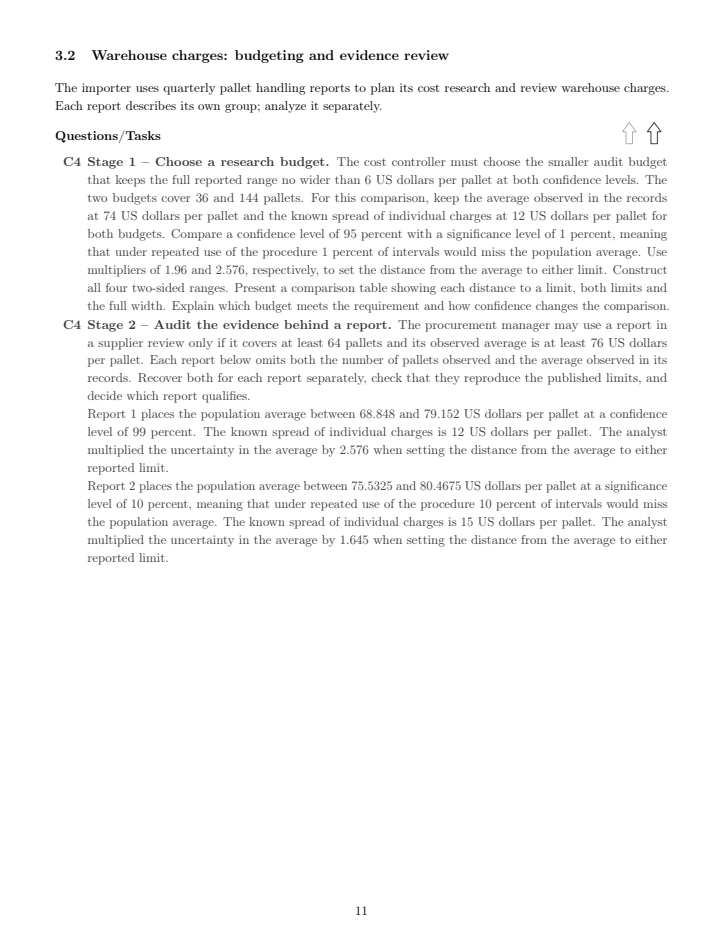 3.2 Warehouse charges: budgeting and evidence review
The importer uses quarterly pallet handling reports to plan its cost research and review warehouse charges.
Each report describes its own group; analyze it separately.
Questions/Tasks
C4 Stage 1 – Choose a research budget. The cost controller must choose the smaller audit budget
that keeps the full reported range no wider than 6 US dollars per pallet at both confidence levels. The
two budgets cover 36 and 144 pallets. For this comparison, keep the average observed in the records
at 74 US dollars per pallet and the known spread of individual charges at 12 US dollars per pallet for
both budgets. Compare a confidence level of 95 percent with a significance level of 1 percent, meaning
that under repeated use of the procedure 1 percent of intervals would miss the population average. Use
multipliers of 1.96 and 2.576, respectively, to set the distance from the average to either limit. Construct
all four two-sided ranges. Present a comparison table showing each distance to a limit, both limits and
the full width. Explain which budget meets the requirement and how confidence changes the comparison.
C4 Stage 2 – Audit the evidence behind a report. The procurement manager may use a report in
a supplier review only if it covers at least 64 pallets and its observed average is at least 76 US dollars
per pallet. Each report below omits both the number of pallets observed and the average observed in its
records. Recover both for each report separately, check that they reproduce the published limits, and
decide which report qualifies.
Report 1 places the population average between 68.848 and 79.152 US dollars per pallet at a confidence
level of 99 percent. The known spread of individual charges is 12 US dollars per pallet. The analyst
multiplied the uncertainty in the average by 2.576 when setting the distance from the average to either
reported limit.
Report 2 places the population average between 75.5325 and 80.4675 US dollars per pallet at a significance
level of 10 percent, meaning that under repeated use of the procedure 10 percent of intervals would miss
the population average. The known spread of individual charges is 15 US dollars per pallet. The analyst
multiplied the uncertainty in the average by 1.645 when setting the distance from the average to either
reported limit.
11